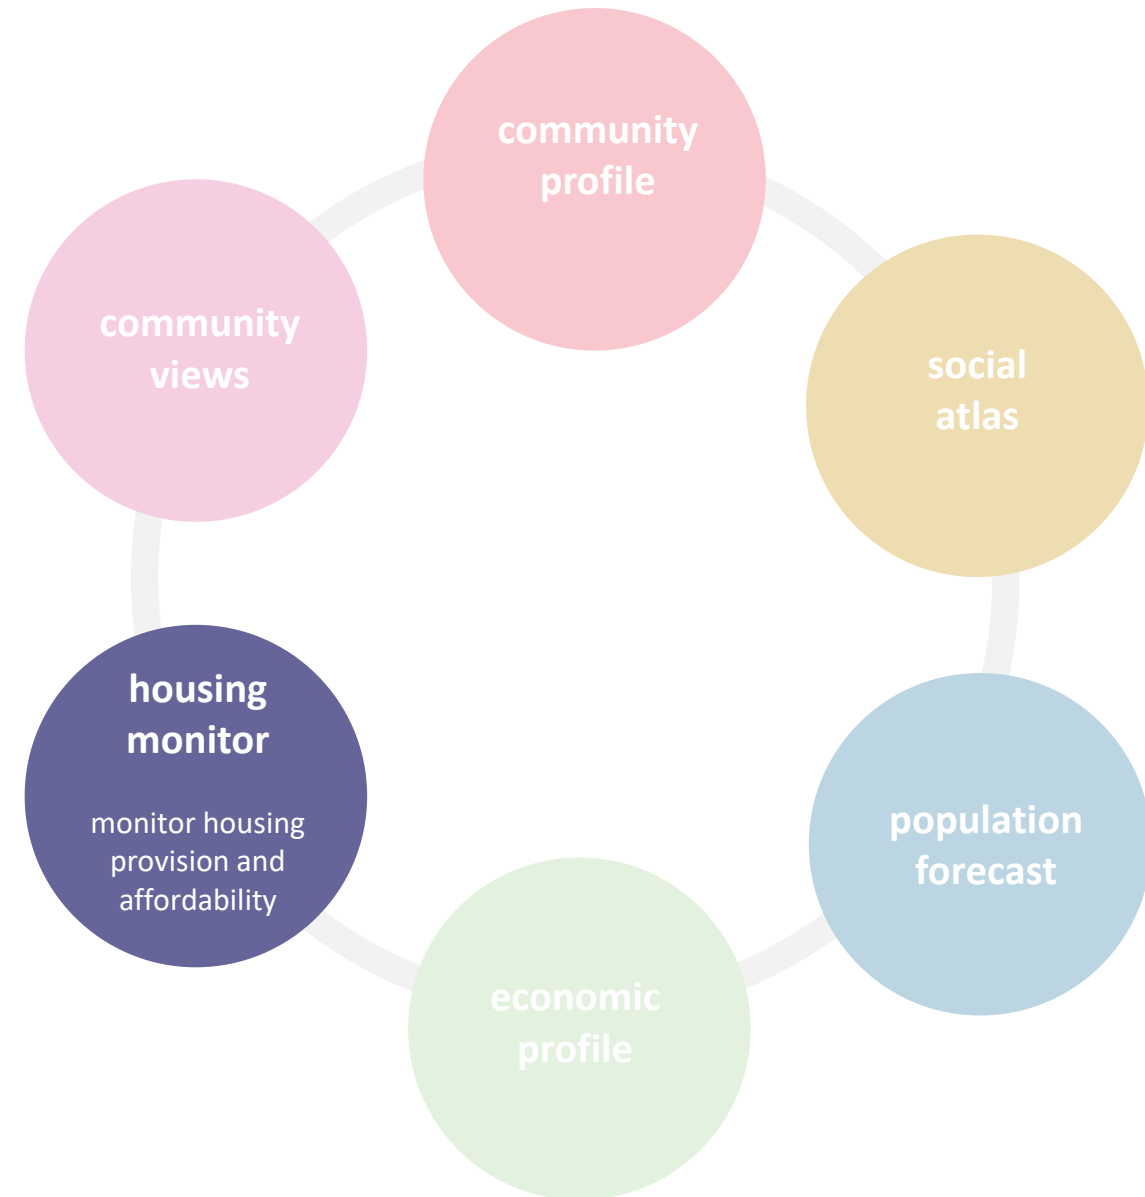 community
profile
social
atlas
population
forecast
economic
profile
housing
monitor
monitor housing
provision and
affordability
community
views